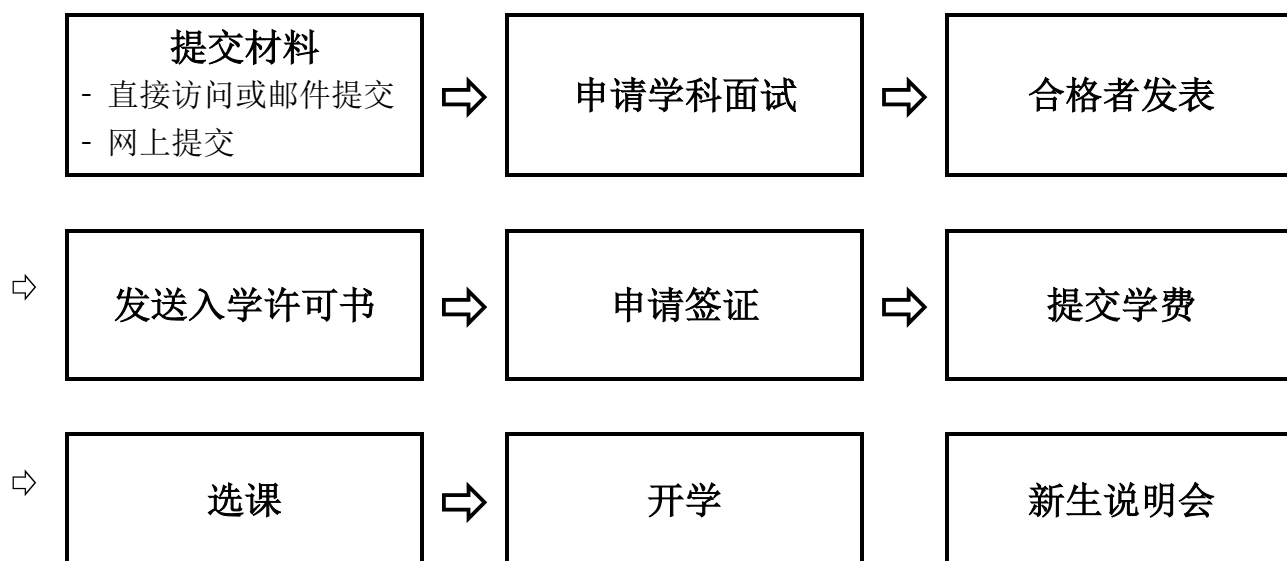 提交材料
- 直接访问或邮件提交
- 网上提交
⇨
申请学科面试
⇨
合格者发表
⇨
发送入学许可书
⇨
申请签证
⇨
提交学费
⇨
选课
⇨
开学
新生说明会